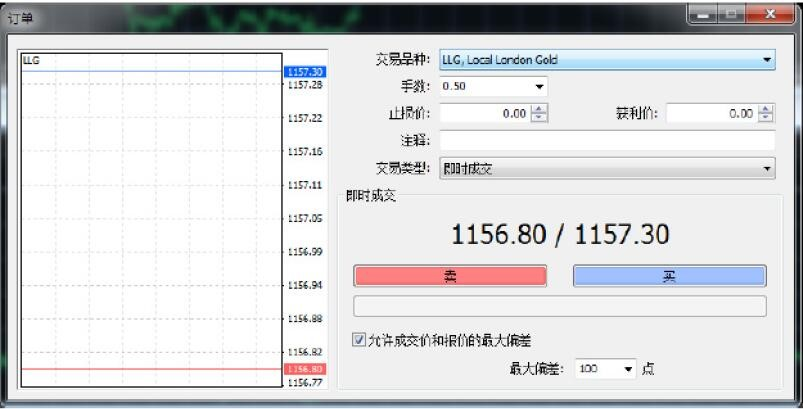 订单
LLG
1157.30
1157.28
1157.22
1157.16
1157.11
1157.05
1156.99
1156.94
1156.88
1156.82
1156.80
1156.77
交易品种: LLG, Local London Gold
手数: 0.50
止损价: 0.00 获利价: 0.00
注释:
交易类型: 即时成交
即时成交
1156.80 / 1157.30
卖 买
允许成交价和报价的最大偏差
最大偏差: 100 点